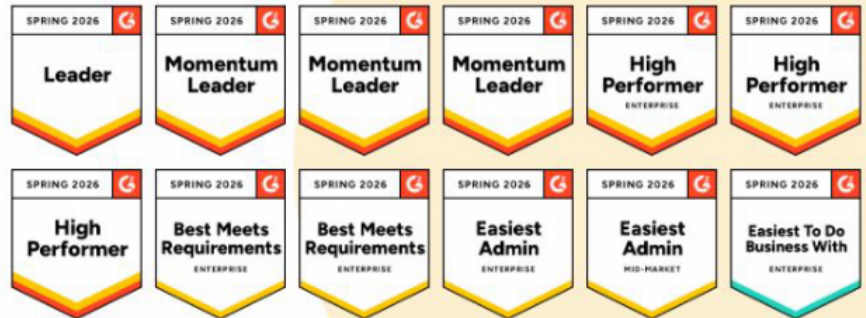 SPRING 2026
Leader
SPRING 2026
Momentum
Leader
SPRING 2026
Momentum
Leader
SPRING 2026
Momentum
Leader
SPRING 2026
High
Performer
ENTERPRISE
SPRING 2026
High
Performer
ENTERPRISE
SPRING 2026
High
Performer
SPRING 2026
Best Meets
Requirements
ENTERPRISE
SPRING 2026
Best Meets
Requirements
ENTERPRISE
SPRING 2026
Easiest
Admin
ENTERPRISE
SPRING 2026
Easiest
Admin
MID-MARKET
SPRING 2026
Easiest To Do
Business With
ENTERPRISE